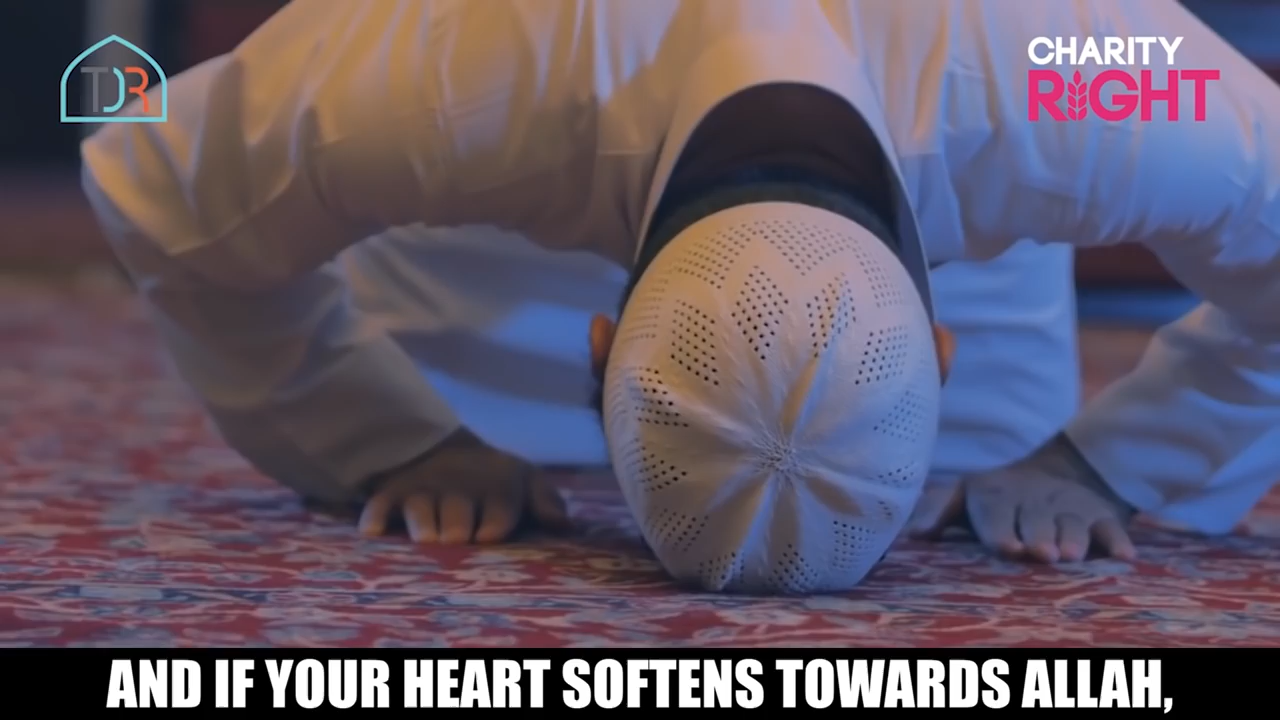 TDR
CHARITY
RIGHT
AND IF YOUR HEART SOFTENS TOWARDS ALLAH,